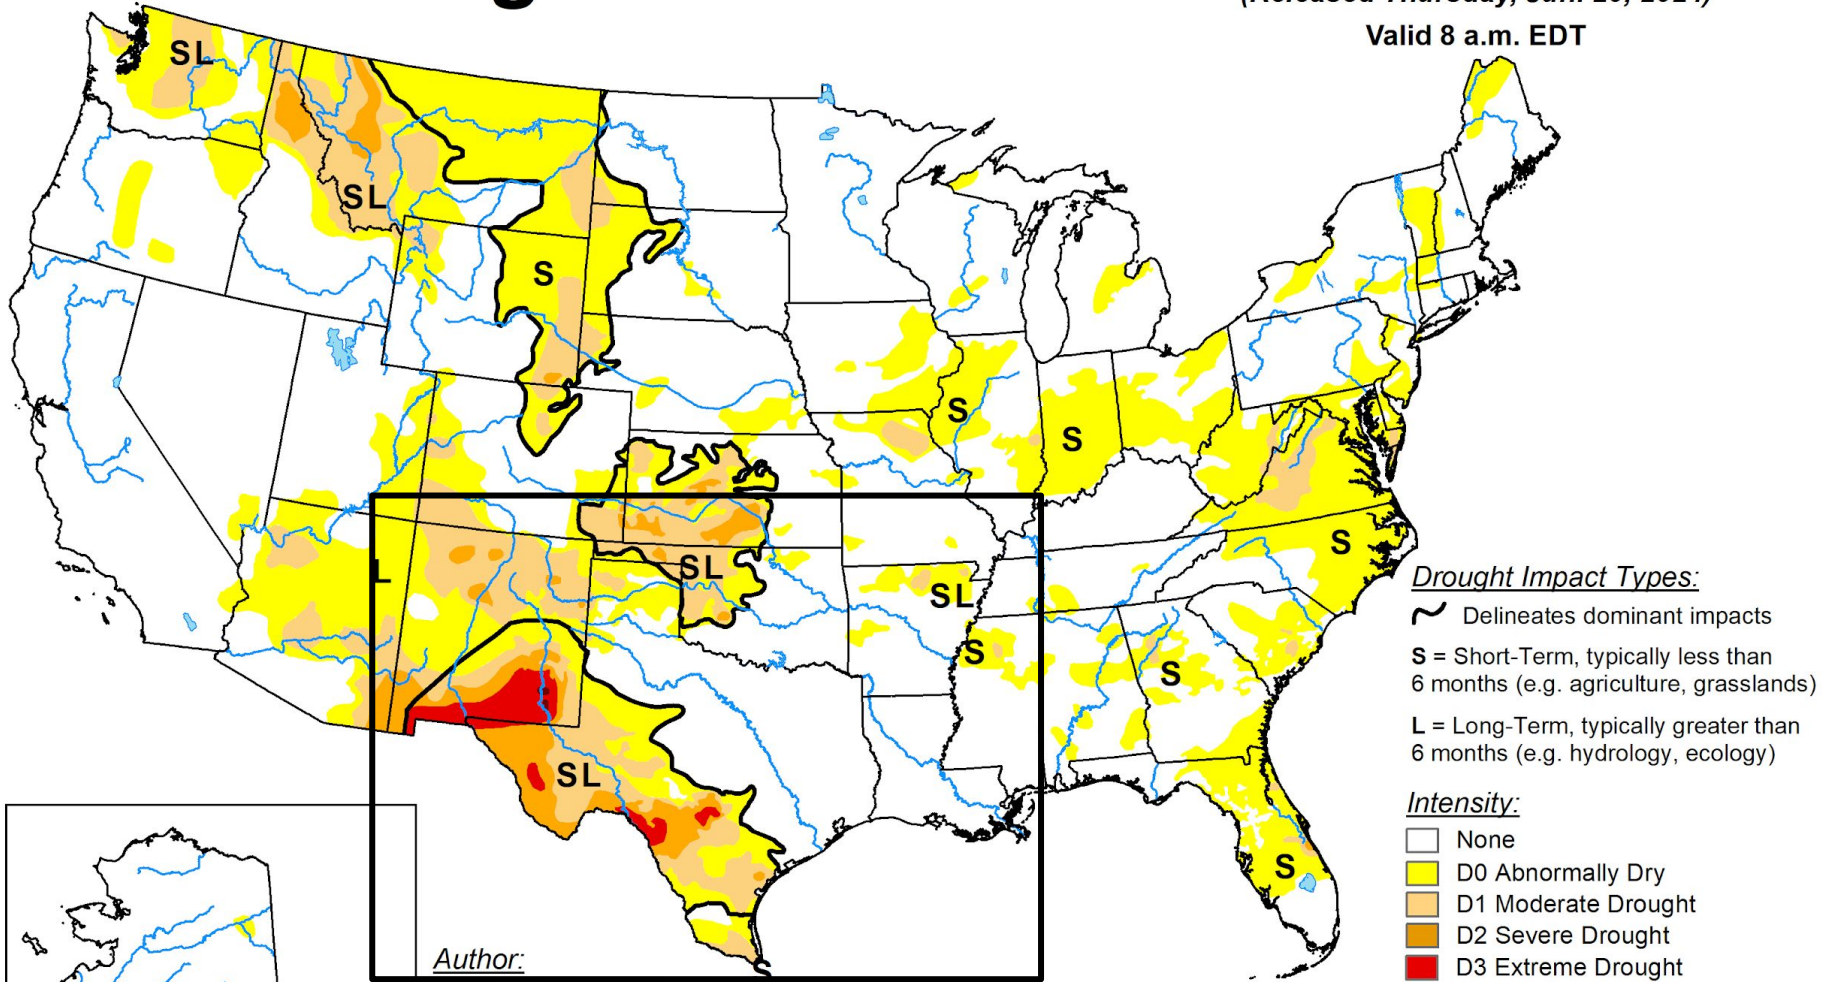 Valid 8 a.m. EDT
SL
SL
S
S
S
L
SL
SL
S
S
S
SL
S
Author:
S
Drought Impact Types:
Delineates dominant impacts
S = Short-Term, typically less than
6 months (e.g. agriculture, grasslands)
L = Long-Term, typically greater than
6 months (e.g. hydrology, ecology)
Intensity:
None
D0 Abnormally Dry
D1 Moderate Drought
D2 Severe Drought
D3 Extreme Drought